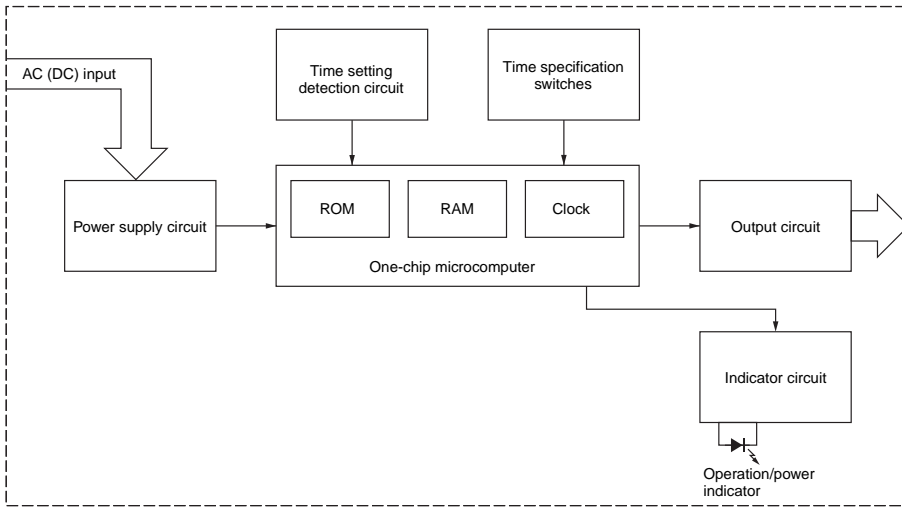 AC (DC) input
Time setting
detection circuit
Time specification
switches
Power supply circuit
ROM
RAM
Clock
One-chip microcomputer
Output circuit
Indicator circuit
Operation/power
indicator